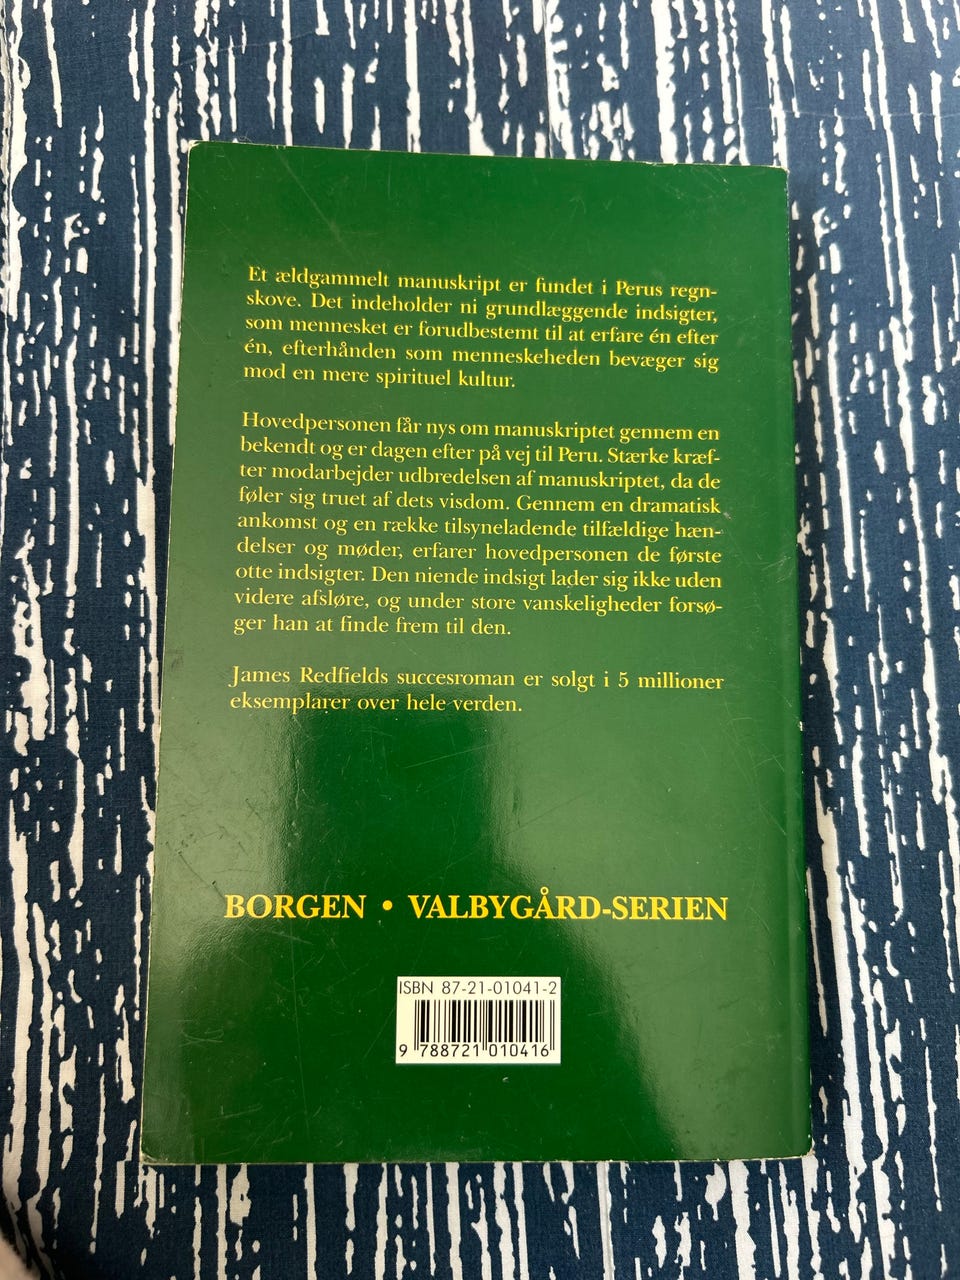 Et ældgammelt manuskript er fundet i Perus regn-
skove. Det indeholder ni grundlæggende indsigter,
som mennesket er forudbestemt til at erfare én efter
én, efterhånden som menneskeheden bevæger sig
mod en mere spirituel kultur.
Hovedpersonen får nys om manuskriptet gennem en
bekendt og er dagen efter på vej til Peru. Stærke kræf-
ter modarbejder udbredelsen af manuskriptet, da de
føler sig truet af dets visdom. Gennem en dramatisk
ankomst og en række tilsyneladende tilfældige hæn-
delser og møder, erfarer hovedpersonen de første
otte indsigter. Den niende indsigt lader sig ikke uden
videre afsløre, og under store vanskeligheder forsø-
ger han at finde frem til den.
James Redfields succesroman er solgt i 5 millioner
eksemplarer over hele verden.
BORGEN • VALBYGÅRD-SERIEN
ISBN 87-21-01041-2
9 788721 010416